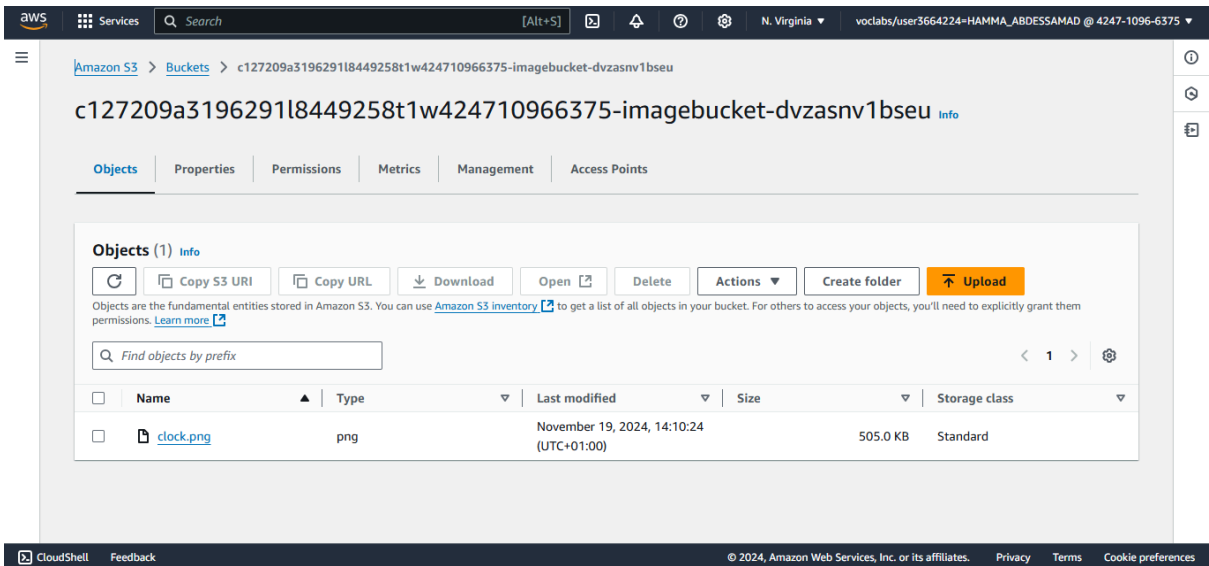 aws Services Search [Alt+S] N. Virginia ▼ voclabs/user3664224=HAMMA_ABDESSAMAD @ 4247-1096-6375 ▼
Amazon S3 > Buckets > c127209a3196291l8449258t1w424710966375-imagebucket-dvzasnv1bseu
c127209a3196291l8449258t1w424710966375-imagebucket-dvzasnv1bseu Info
Objects Properties Permissions Metrics Management Access Points
Objects (1) Info
Copy S3 URI Copy URL Download Open Delete Actions ▼ Create folder Upload
Objects are the fundamental entities stored in Amazon S3. You can use Amazon S3 inventory to get a list of all objects in your bucket. For others to access your objects, you'll need to explicitly grant them
permissions. Learn more
Find objects by prefix < 1 >
Name ▲ Type Last modified Size Storage class
clock.png png November 19, 2024, 14:10:24 505.0 KB Standard
(UTC+01:00)
CloudShell Feedback © 2024, Amazon Web Services, Inc. or its affiliates. Privacy Terms Cookie preferences